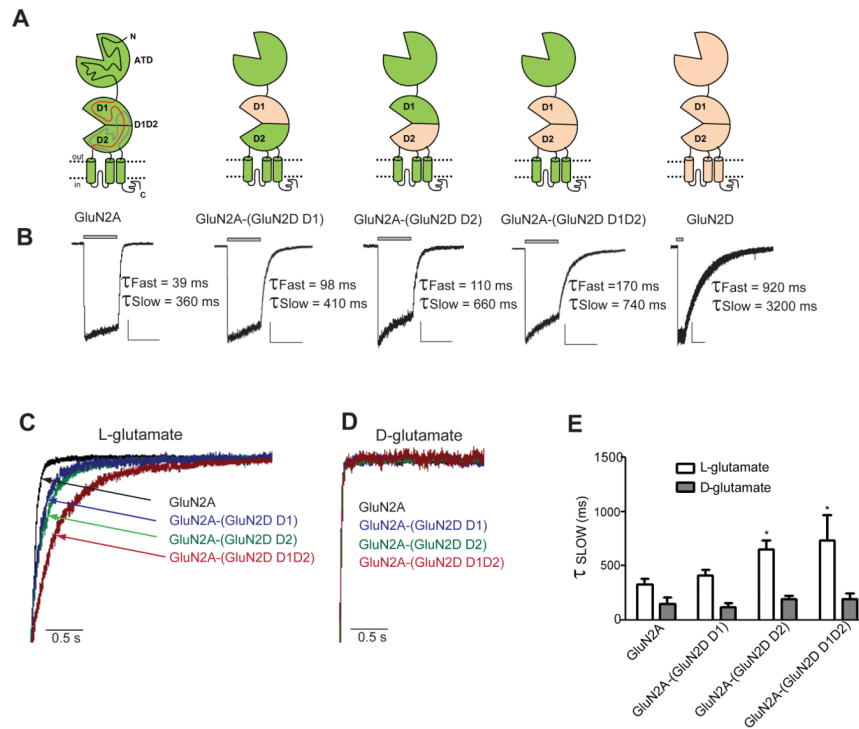 A
N
ATD
D1
D1
D1
D1
D1
D1D2
D2
D2
D2
D2
D2
out
in
C
GluN2A
GluN2A-(GluN2D D1)
GluN2A-(GluN2D D2)
GluN2A-(GluN2D D1D2)
GluN2D
B
τFast = 39 ms
τSlow = 360 ms
τFast = 98 ms
τSlow = 410 ms
τFast = 110 ms
τSlow = 660 ms
τFast =170 ms
τSlow = 740 ms
τFast = 920 ms
τSlow = 3200 ms
C
L-glutamate
GluN2A
GluN2A-(GluN2D D1)
GluN2A-(GluN2D D2)
GluN2A-(GluN2D D1D2)
0.5 s
D
D-glutamate
GluN2A
GluN2A-(GluN2D D1)
GluN2A-(GluN2D D2)
GluN2A-(GluN2D D1D2)
0.5 s
E
τ SLOW (ms)
1500
1000
500
0
L-glutamate
D-glutamate
*
*
GluN2A
GluN2A-(GluN2D D1)
GluN2A-(GluN2D D2)
GluN2A-(GluN2D D1D2)